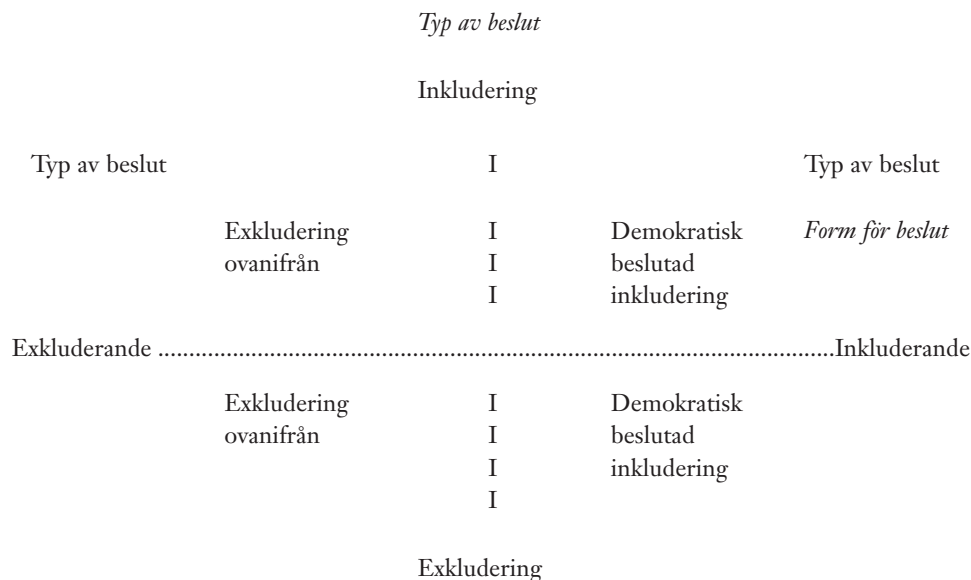 Typ av beslut
Inkludering
Typ av beslut I Typ av beslut
Exkludering I Demokratisk Form för beslut
ovanifrån I beslutad
I inkludering
Exkluderande ..............................................................................................................Inkluderande
Exkludering I Demokratisk
ovanifrån I beslutad
I inkludering
I
Exkludering